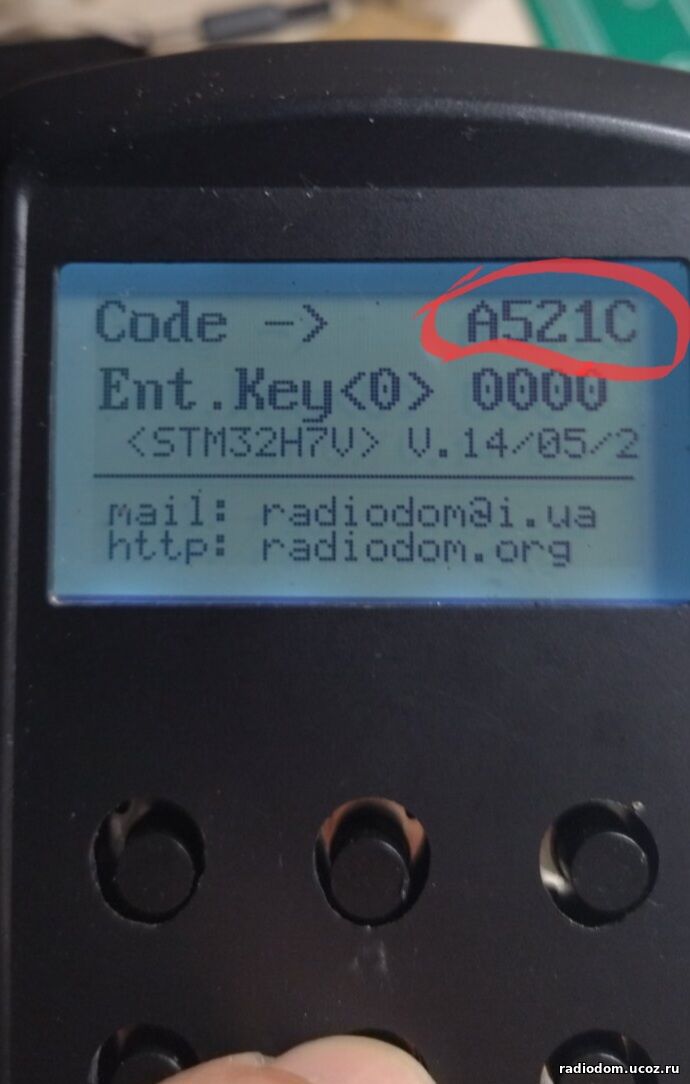 Code -> A521C
Ent.Key<0> 0000
<STM32H7V> V.14/05/2
mail: radiodom@i.ua
http: radiodom.org
radiodom.ucoz.ru